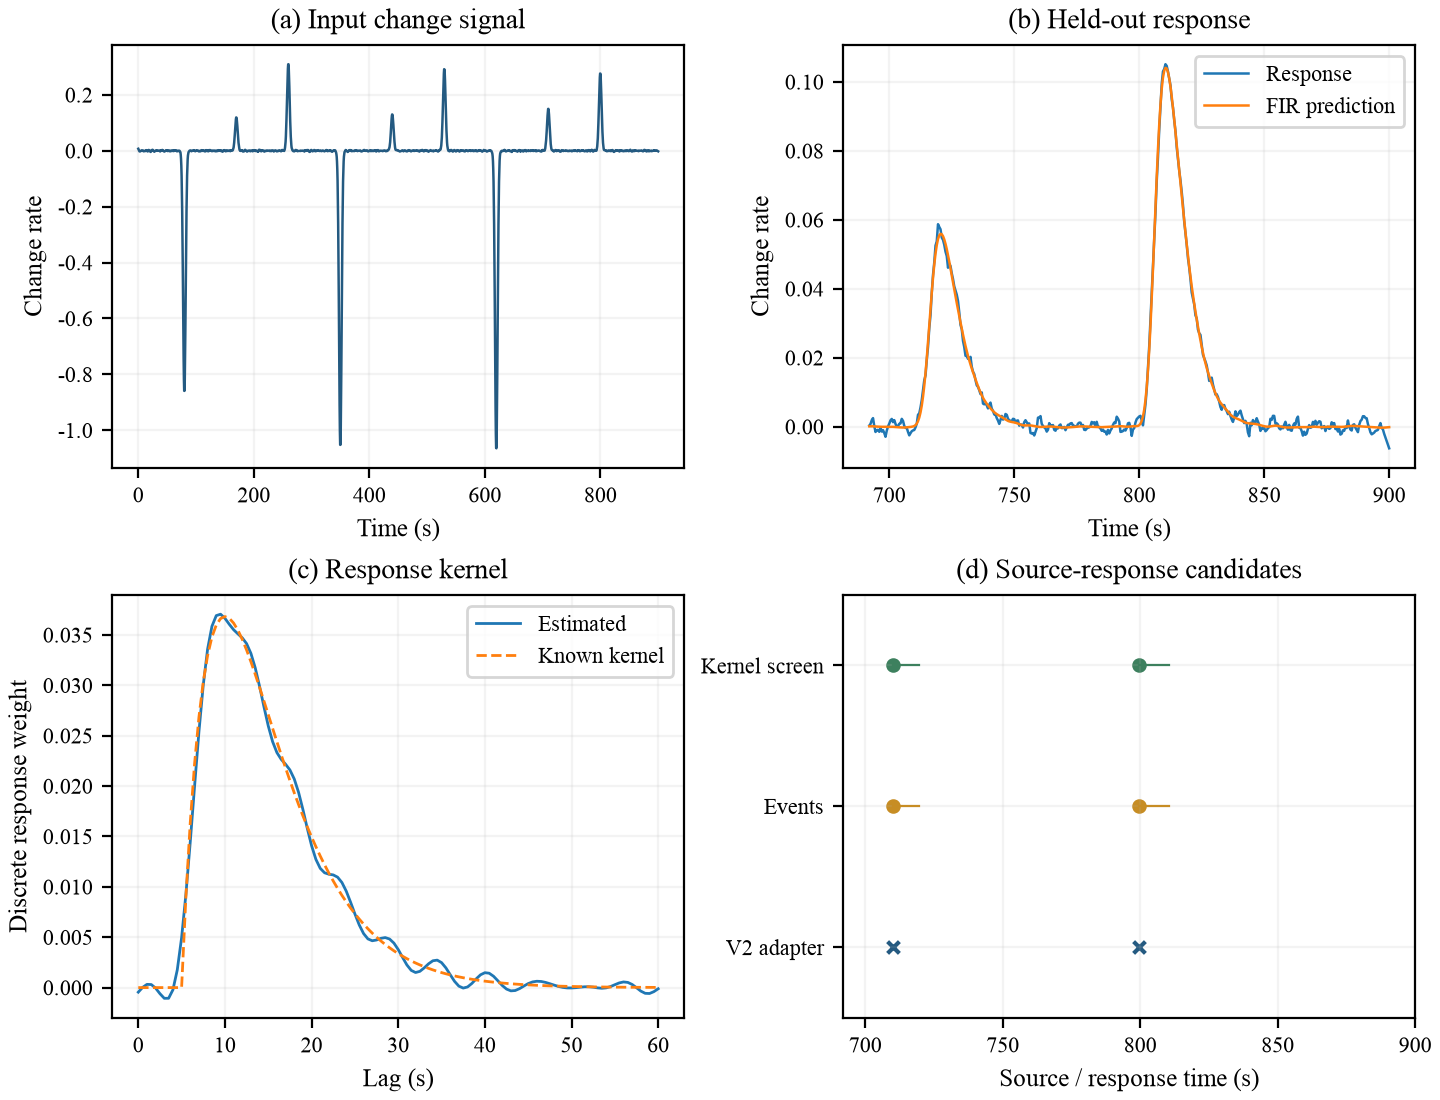 (a) Input change signal
Change rate
0.2
0.0
-0.2
-0.4
-0.6
-0.8
-1.0
0 200 400 600 800
Time (s)
(b) Held-out response
Response
FIR prediction
Change rate
0.10
0.08
0.06
0.04
0.02
0.00
700 750 800 850 900
Time (s)
(c) Response kernel
Estimated
Known kernel
Discrete response weight
0.035
0.030
0.025
0.020
0.015
0.010
0.005
0.000
0 10 20 30 40 50 60
Lag (s)
(d) Source-response candidates
Kernel screen
Events
V2 adapter
700 750 800 850 900
Source / response time (s)